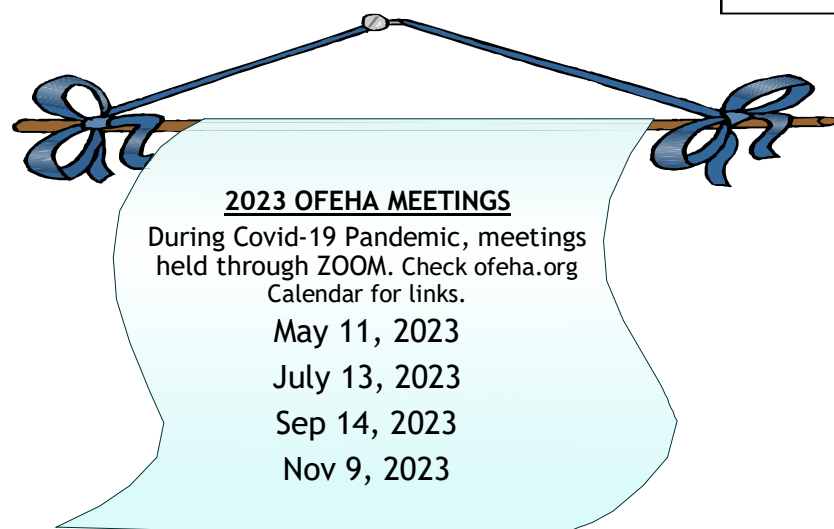 2023 OFEHA MEETINGS
During Covid-19 Pandemic, meetings
held through ZOOM. Check ofeha.org
Calendar for links.
May 11, 2023
July 13, 2023
Sep 14, 2023
Nov 9, 2023